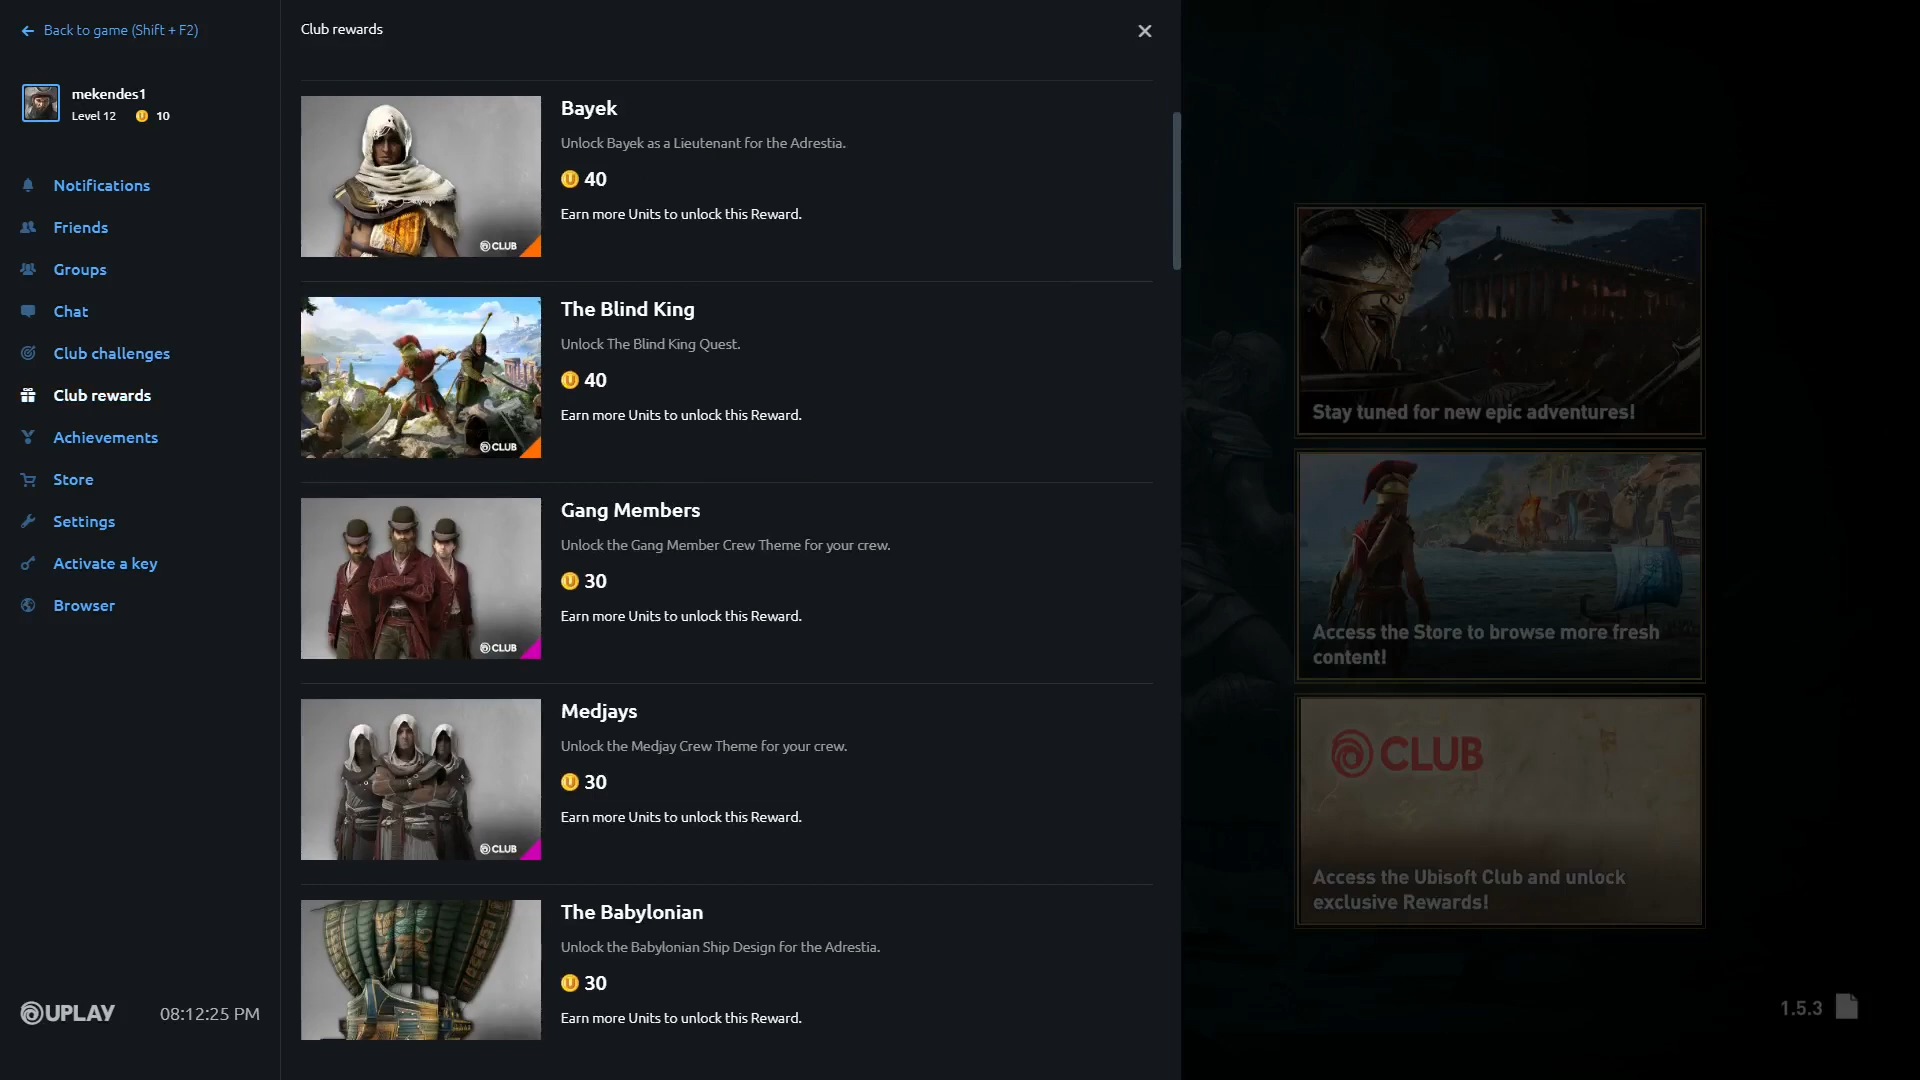 Back to game (Shift + F2)
mekendes1
Level 12 10
Notifications
Friends
Groups
Chat
Club challenges
Club rewards
Achievements
Store
Settings
Activate a key
Browser
UPLAY
08:12:25 PM
Club rewards
Bayek
Unlock Bayek as a Lieutenant for the Adrestia.
40
Earn more Units to unlock this Reward.
CLUB
The Blind King
Unlock The Blind King Quest.
40
Earn more Units to unlock this Reward.
CLUB
Gang Members
Unlock the Gang Member Crew Theme for your crew.
30
Earn more Units to unlock this Reward.
CLUB
Medjays
Unlock the Medjay Crew Theme for your crew.
30
Earn more Units to unlock this Reward.
CLUB
The Babylonian
Unlock the Babylonian Ship Design for the Adrestia.
30
Earn more Units to unlock this Reward.
Stay tuned for new epic adventures!
Access the Store to browse more fresh
content!
CLUB
Access the Ubisoft Club and unlock
exclusive Rewards!
1.5.3